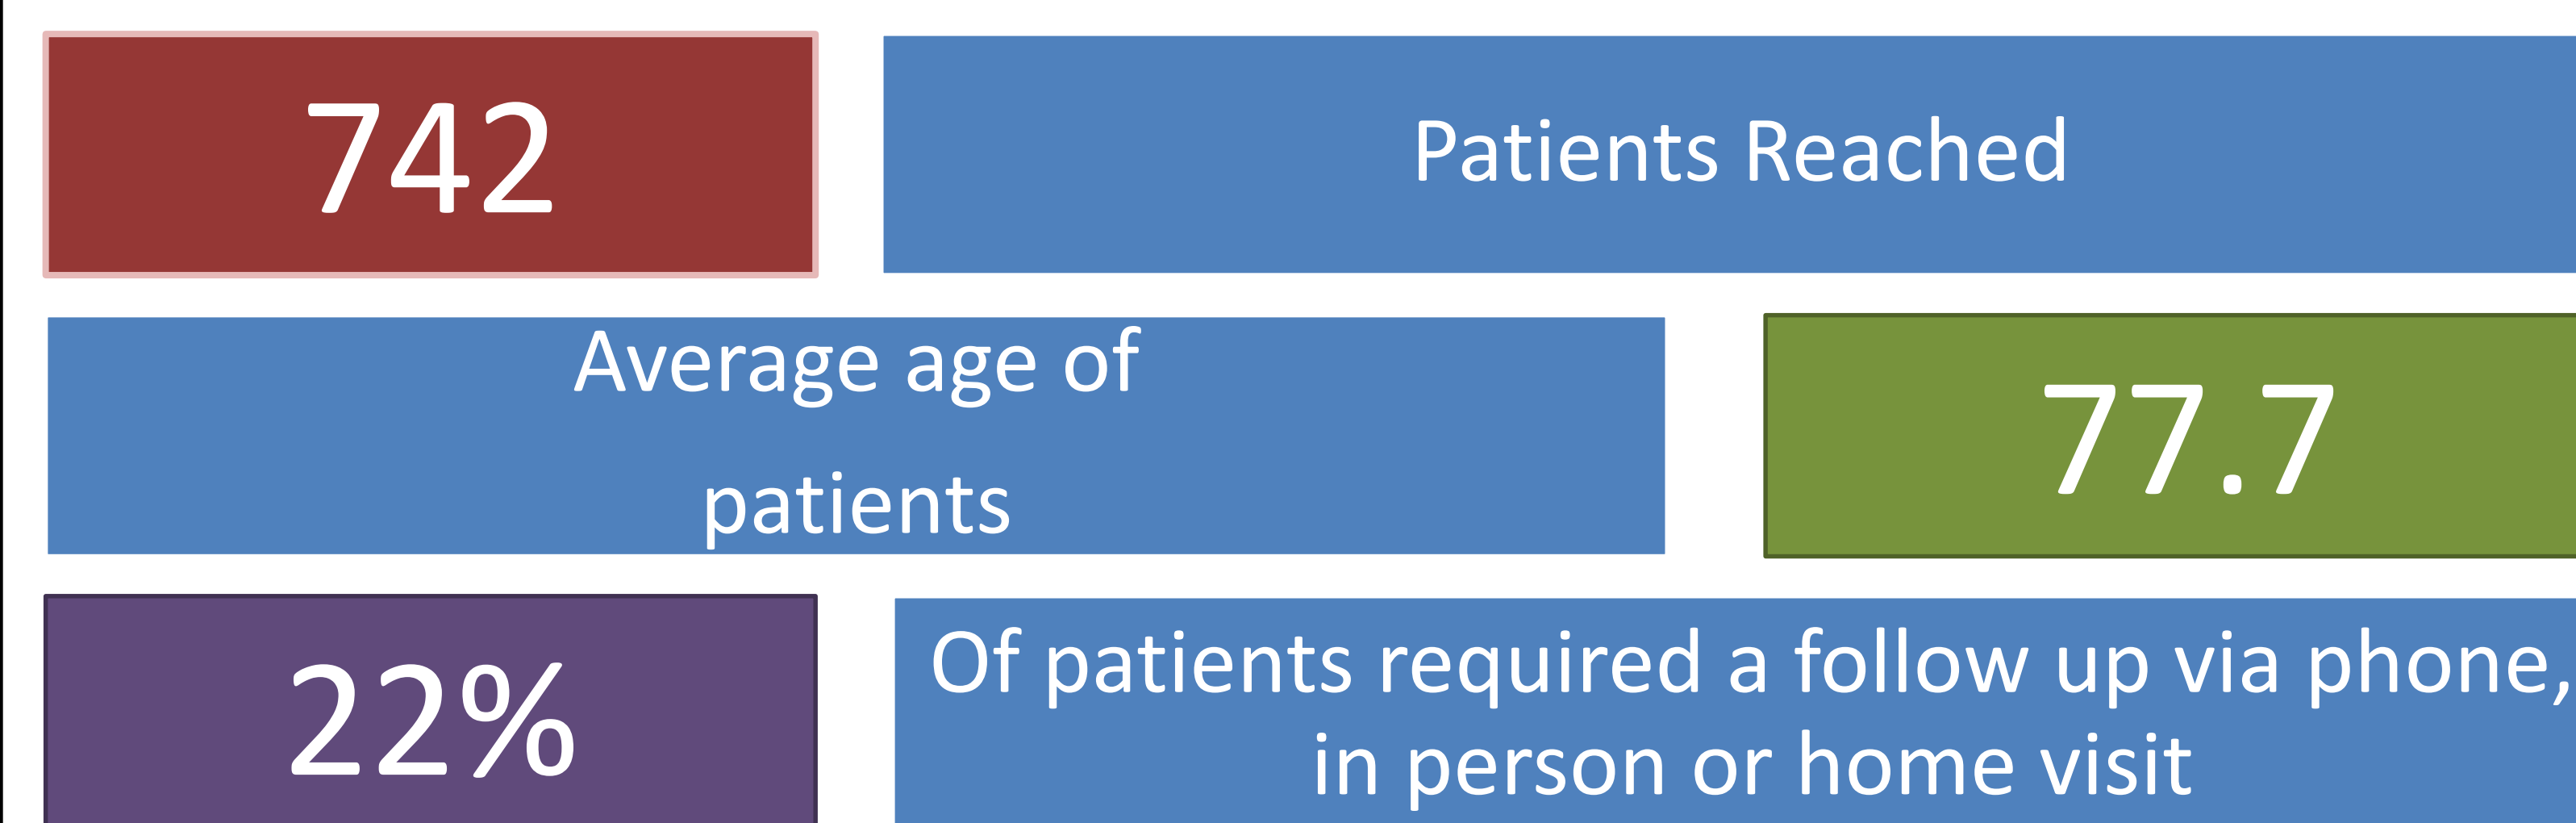 742
Patients Reached
Average age of
patients
77.7
22%
Of patients required a follow up via phone,
in person or home visit